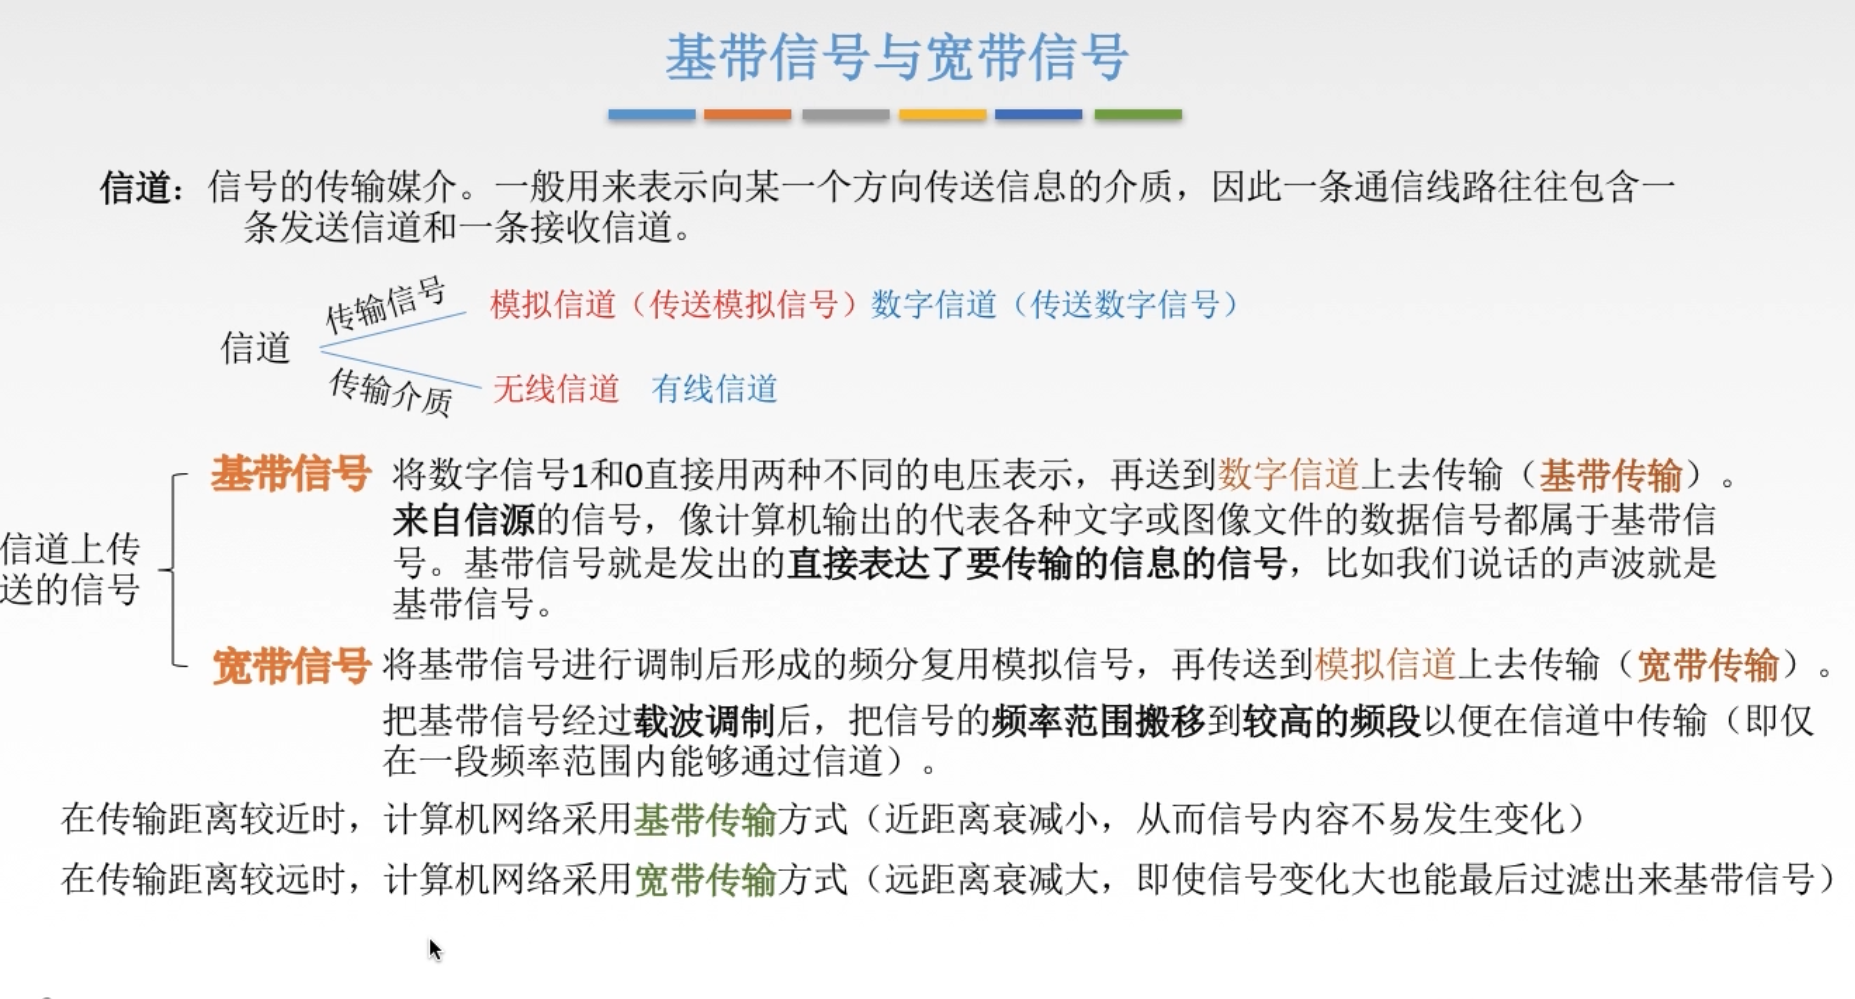 基带信号与宽带信号
信道：信号的传输媒介。一般用来表示向某一个方向传送信息的介质，因此一条通信线路往往包含一
条发送信道和一条接收信道。
传输信号
模拟信道（传送模拟信号）数字信道（传送数字信号）
信道
传输介质
无线信道 有线信道
基带信号 将数字信号1和0直接用两种不同的电压表示，再送到数字信道上去传输（基带传输）。
来自信源的信号，像计算机输出的代表各种文字或图像文件的数据信号都属于基带信
号。基带信号就是发出的直接表达了要传输的信息的信号，比如我们说话的声波就是
基带信号。
信道上传
送的信号
宽带信号 将基带信号进行调制后形成的频分复用模拟信号，再传送到模拟信道上去传输（宽带传输）。
把基带信号经过载波调制后，把信号的频率范围搬移到较高的频段以便在信道中传输（即仅
在一段频率范围内能够通过信道）。
在传输距离较近时，计算机网络采用基带传输方式（近距离衰减小，从而信号内容不易发生变化）
在传输距离较远时，计算机网络采用宽带传输方式（远距离衰减大，即使信号变化大也能最后过滤出来基带信号）